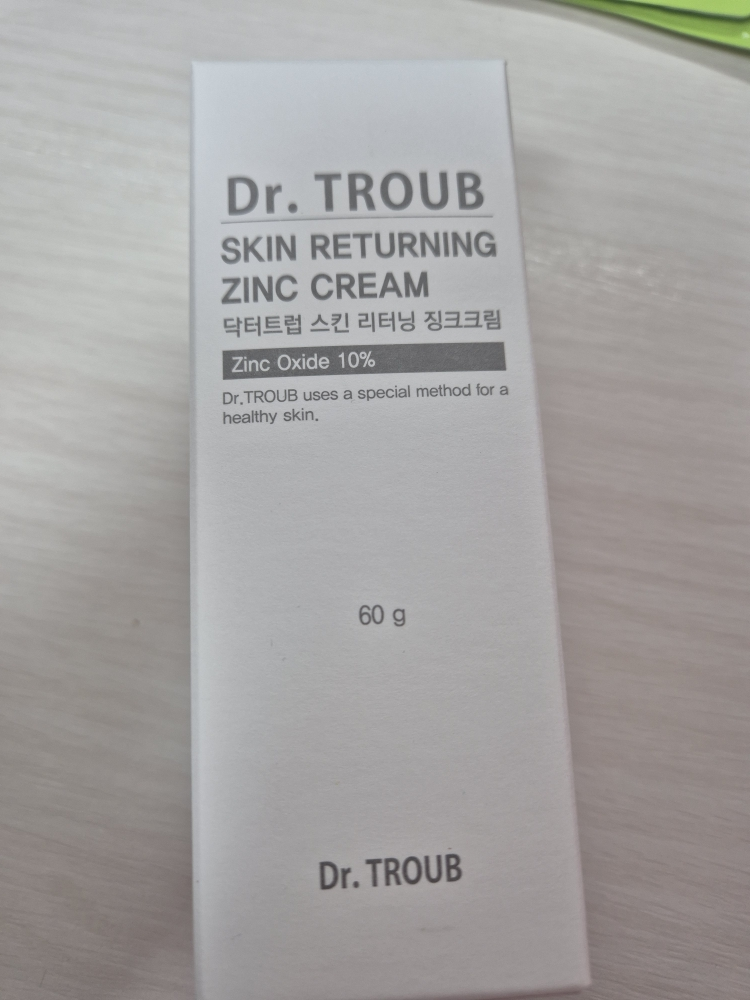 Dr. TROUB
SKIN RETURNING
ZINC CREAM
닥터트럽 스킨 리터닝 징크크림
Zinc Oxide 10%
Dr.TROUB uses a special method for a
healthy skin.
60 g
Dr. TROUB